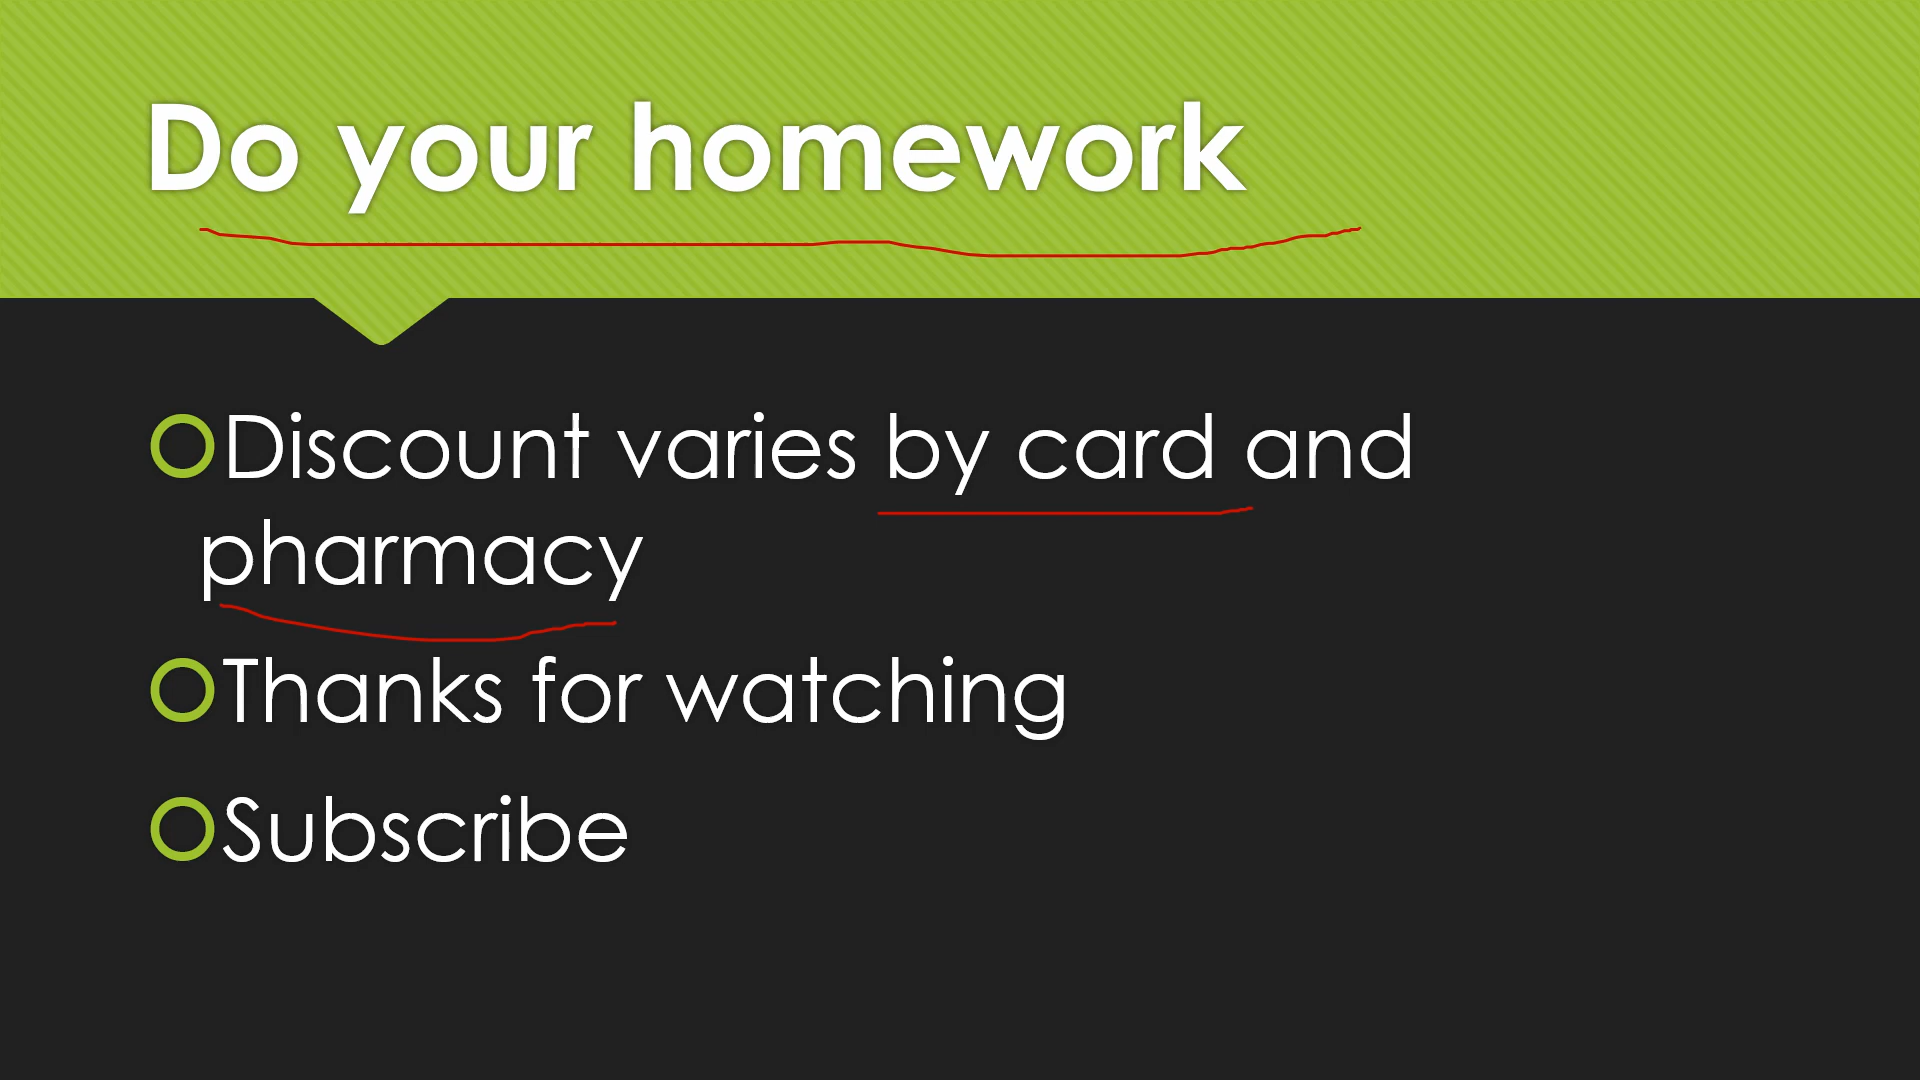 Do your homework
Discount varies by card and
pharmacy
Thanks for watching
Subscribe